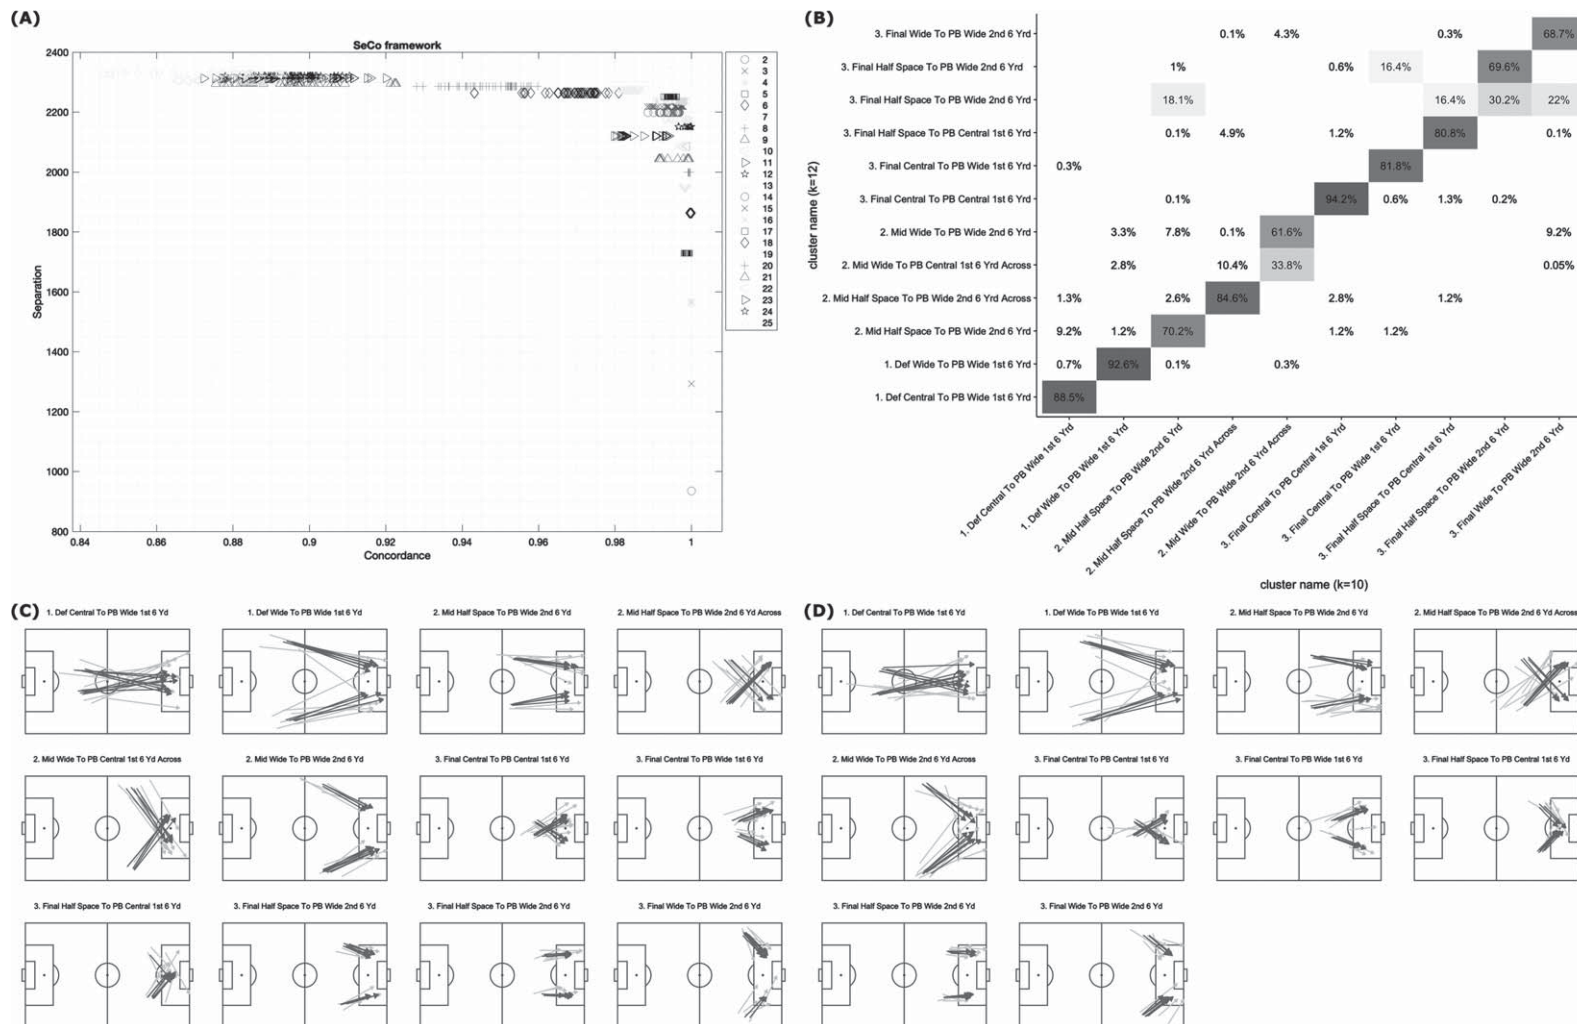 (A)
SeCo framework
2400
2200
2000
1800
1600
1400
1200
1000
800
Separation
0.84
0.86
0.88
0.9
0.92
0.94
0.96
0.98
1
Concordance
2
3
4
5
6
7
8
9
10
11
12
13
14
15
16
17
18
19
20
21
22
23
24
25
(B)
cluster name (k=12)
3. Final Wide To PB Wide 2nd 6 Yrd 0.1% 4.3% 0.3% 68.7%
3. Final Half Space To PB Wide 2nd 6 Yrd 1% 0.6% 16.4% 69.6%
3. Final Half Space To PB Wide 2nd 6 Yrd 18.1% 16.4% 30.2% 22%
3. Final Half Space To PB Central 1st 6 Yrd 0.1% 4.9% 1.2% 80.8% 0.1%
3. Final Central To PB Wide 1st 6 Yrd 0.3% 81.8%
3. Final Central To PB Central 1st 6 Yrd 0.1% 94.2% 0.6% 1.3% 0.2%
2. Mid Wide To PB Wide 2nd 6 Yrd 3.3% 7.8% 0.1% 61.6% 9.2%
2. Mid Wide To PB Central 1st 6 Yrd Across 2.8% 10.4% 33.8% 0.05%
2. Mid Half Space To PB Wide 2nd 6 Yrd Across 1.3% 2.6% 84.6% 2.8% 1.2%
2. Mid Half Space To PB Wide 2nd 6 Yrd 9.2% 1.2% 70.2% 1.2% 1.2%
1. Def Wide To PB Wide 1st 6 Yrd 0.7% 92.6% 0.1% 0.3%
1. Def Central To PB Wide 1st 6 Yrd 88.5%
1. Def Central To PB Wide 1st 6 Yrd
1. Def Wide To PB Wide 1st 6 Yrd
2. Mid Half Space To PB Wide 2nd 6 Yrd
2. Mid Half Space To PB Wide 2nd 6 Yrd Across
2. Mid Wide To PB Wide 2nd 6 Yrd Across
3. Final Central To PB Central 1st 6 Yrd
3. Final Central To PB Wide 1st 6 Yrd
3. Final Half Space To PB Central 1st 6 Yrd
3. Final Half Space To PB Wide 2nd 6 Yrd
3. Final Wide To PB Wide 2nd 6 Yrd
cluster name (k=10)
(C)
1. Def Central To PB Wide 1st 6 Yd
1. Def Wide To PB Wide 1st 6 Yd
2. Mid Half Space To PB Wide 2nd 6 Yd
2. Mid Half Space To PB Wide 2nd 6 Yd Across
2. Mid Wide To PB Central 1st 6 Yd Across
2. Mid Wide To PB Wide 2nd 6 Yd
3. Final Central To PB Central 1st 6 Yd
3. Final Central To PB Wide 1st 6 Yd
3. Final Half Space To PB Central 1st 6 Yd
3. Final Half Space To PB Wide 2nd 6 Yd
3. Final Half Space To PB Wide 2nd 6 Yd
3. Final Wide To PB Wide 2nd 6 Yd
(D)
1. Def Central To PB Wide 1st 6 Yd
1. Def Wide To PB Wide 1st 6 Yd
2. Mid Half Space To PB Wide 2nd 6 Yd
2. Mid Half Space To PB Wide 2nd 6 Yd Across
2. Mid Wide To PB Wide 2nd 6 Yd Across
3. Final Central To PB Central 1st 6 Yd
3. Final Central To PB Wide 1st 6 Yd
3. Final Half Space To PB Central 1st 6 Yd
3. Final Half Space To PB Wide 2nd 6 Yd
3. Final Wide To PB Wide 2nd 6 Yd